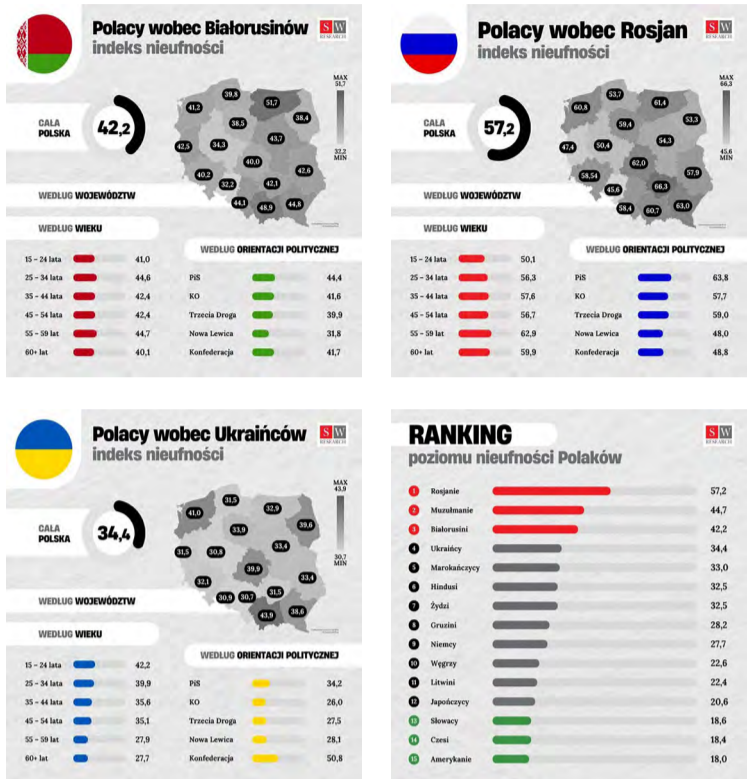 Polacy wobec Białorusinów
indeks nieufności
S W
RESEARCH
CAŁA
POLSKA
42,2
MAX
51,7
32,2
MIN
39,8
51,7
41,2
38,4
38,5
43,7
42,5
34,3
40,0
42,6
40,2
32,2
42,1
44,1
48,9
44,8
WEDŁUG WOJEWÓDZTW
WEDŁUG WIEKU
15 – 24 lata 41,0
25 – 34 lata 44,6
35 – 44 lata 42,4
45 – 54 lata 42,4
55 – 59 lat 44,7
60+ lat 40,1
WEDŁUG ORIENTACJI POLITYCZNEJ
PiS 44,4
KO 41,6
Trzecia Droga 39,9
Nowa Lewica 31,8
Konfederacja 41,7
Polacy wobec Rosjan
indeks nieufności
S W
RESEARCH
CAŁA
POLSKA
57,2
MAX
66,3
45,6
MIN
53,7
61,4
60,8
53,3
59,4
54,3
47,4
50,4
62,0
57,9
58,54
45,6
66,3
58,4
60,7
63,0
WEDŁUG WOJEWÓDZTW
WEDŁUG WIEKU
15 – 24 lata 50,1
25 – 34 lata 56,3
35 – 44 lata 57,6
45 – 54 lata 56,7
55 – 59 lat 62,9
60+ lat 59,9
WEDŁUG ORIENTACJI POLITYCZNEJ
PiS 63,8
KO 57,7
Trzecia Droga 59,0
Nowa Lewica 48,0
Konfederacja 48,8
Polacy wobec Ukraińców
indeks nieufności
S W
RESEARCH
CAŁA
POLSKA
34,4
MAX
43,9
30,7
MIN
31,5
32,9
41,0
39,6
33,9
33,4
31,5
30,8
39,9
33,4
32,1
30,9
30,7
31,5
43,9
38,6
WEDŁUG WOJEWÓDZTW
WEDŁUG WIEKU
15 – 24 lata 42,2
25 – 34 lata 39,9
35 – 44 lata 35,6
45 – 54 lata 35,1
55 – 59 lat 27,9
60+ lat 27,7
WEDŁUG ORIENTACJI POLITYCZNEJ
PiS 34,2
KO 26,0
Trzecia Droga 27,5
Nowa Lewica 28,1
Konfederacja 50,8
RANKING
poziomu nieufności Polaków
S W
RESEARCH
1 Rosjanie 57,2
2 Muzułmanie 44,7
3 Białorusini 42,2
4 Ukraińcy 34,4
5 Marokańczycy 33,0
6 Hindusi 32,5
7 Żydzi 32,5
8 Gruzini 28,2
9 Niemcy 27,7
10 Węgrzy 22,6
11 Litwini 22,4
12 Japończycy 20,6
13 Słowacy 18,6
14 Czesi 18,4
15 Amerykanie 18,0